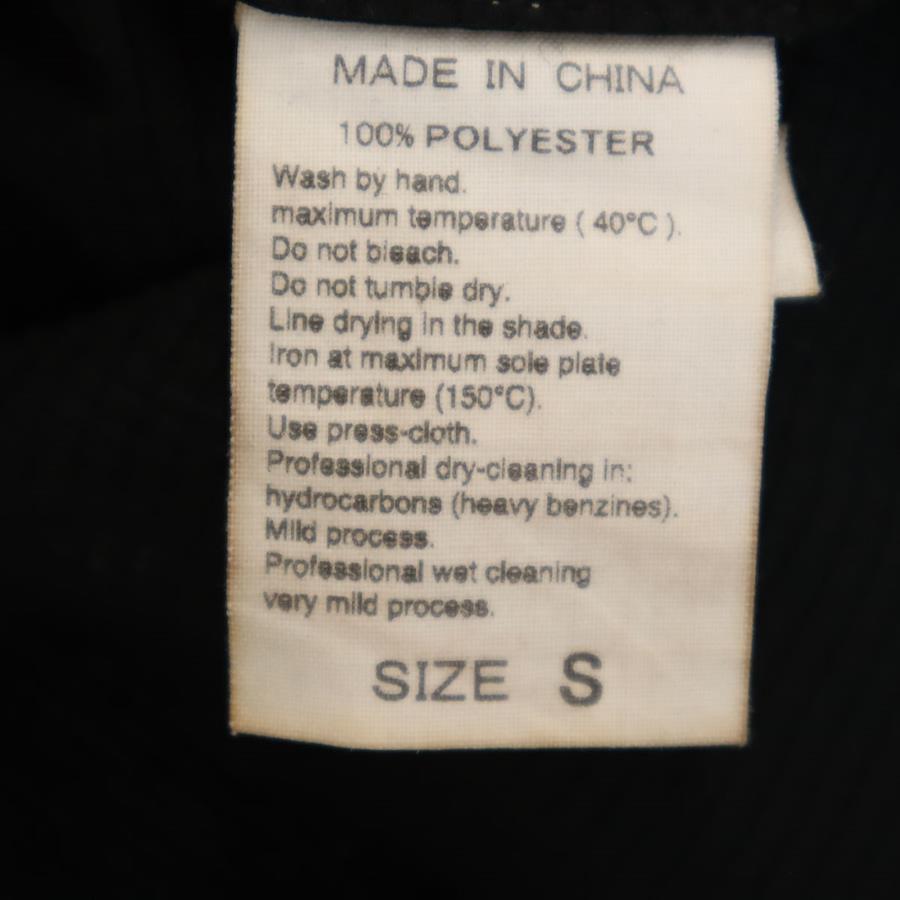 MADE IN CHINA
100% POLYESTER
Wash by hand.
maximum temperature ( 40°C ).
Do not bleach.
Do not tumble dry.
Line drying in the shade.
Iron at maximum sole plate
temperature (150°C).
Use press-cloth.
Professional dry-cleaning in:
hydrocarbons (heavy benzines).
Mild process.
Professional wet cleaning
very mild process.
SIZE S